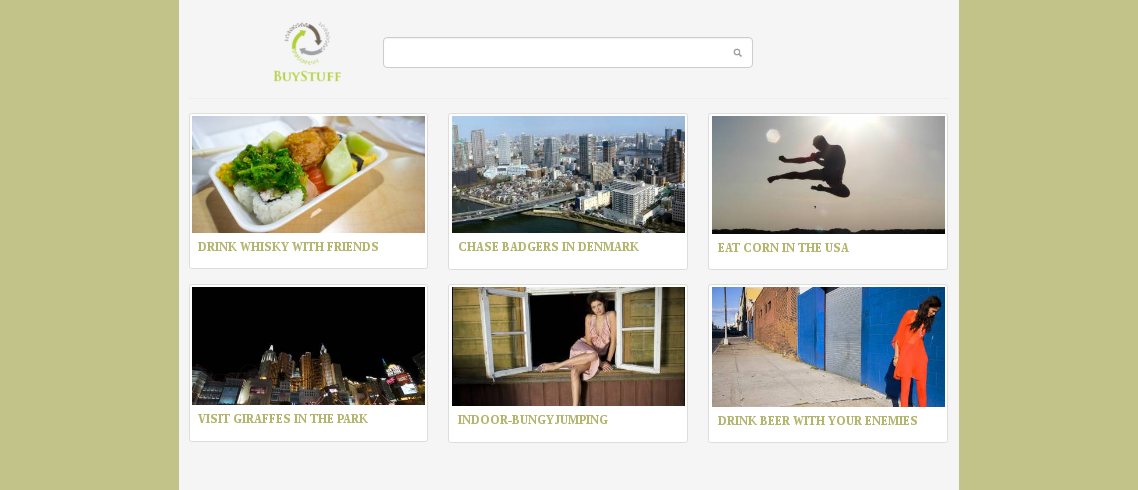 BUYSTUFF
DRINK WHISKY WITH FRIENDS
CHASE BADGERS IN DENMARK
EAT CORN IN THE USA
VISIT GIRAFFES IN THE PARK
INDOOR-BUNGYJUMPING
DRINK BEER WITH YOUR ENEMIES